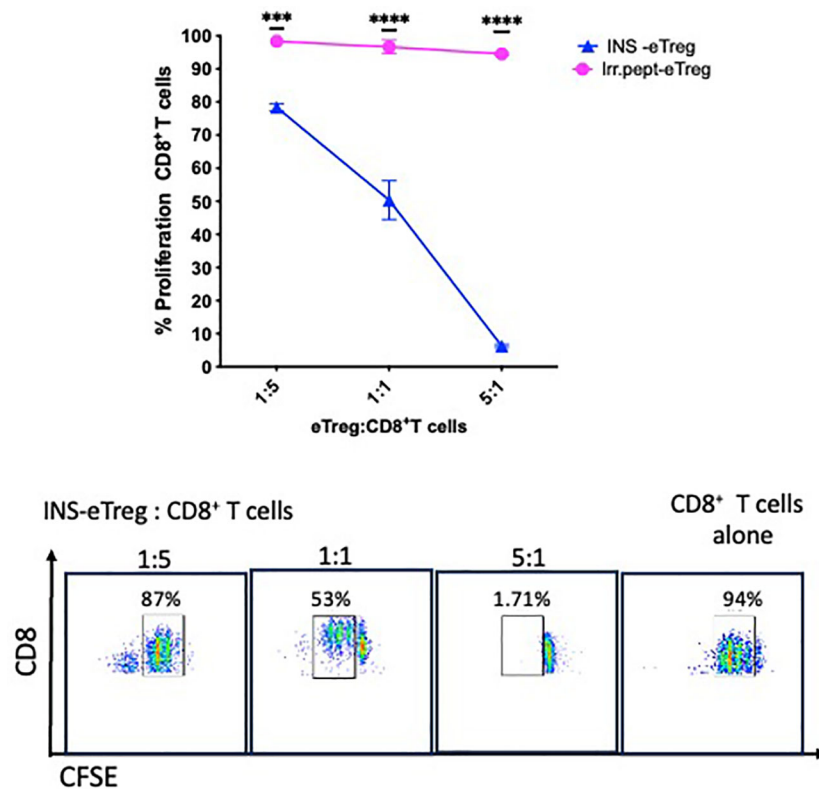 *** **** ****
100
90
80
70
60
50
40
30
20
10
0
% Proliferation CD8⁺T cells
1:5 1:1 5:1
eTreg:CD8⁺T cells
INS -eTreg
Irr.pept-eTreg
INS-eTreg : CD8⁺ T cells
CD8⁺ T cells
alone
1:5 1:1 5:1
87% 53% 1.71% 94%
CD8
CFSE